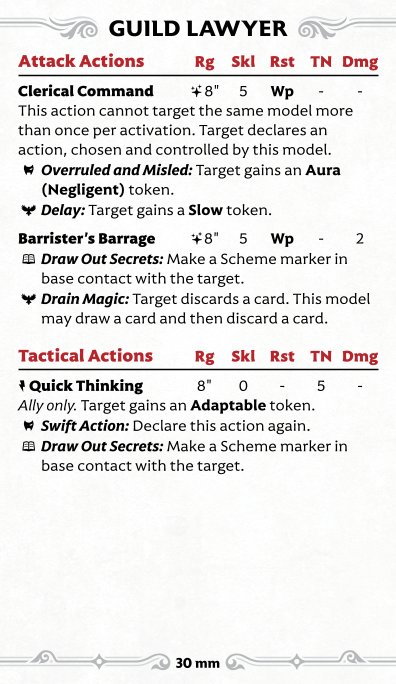 GUILD LAWYER
Attack Actions Rg Skl Rst TN Dmg
Clerical Command 8" 5 Wp - -
This action cannot target the same model more
than once per activation. Target declares an
action, chosen and controlled by this model.
Overruled and Misled: Target gains an Aura
(Negligent) token.
Delay: Target gains a Slow token.
Barrister's Barrage 8" 5 Wp - 2
Draw Out Secrets: Make a Scheme marker in
base contact with the target.
Drain Magic: Target discards a card. This model
may draw a card and then discard a card.
Tactical Actions Rg Skl Rst TN Dmg
Quick Thinking 8" 0 - 5 -
Ally only. Target gains an Adaptable token.
Swift Action: Declare this action again.
Draw Out Secrets: Make a Scheme marker in
base contact with the target.
30 mm